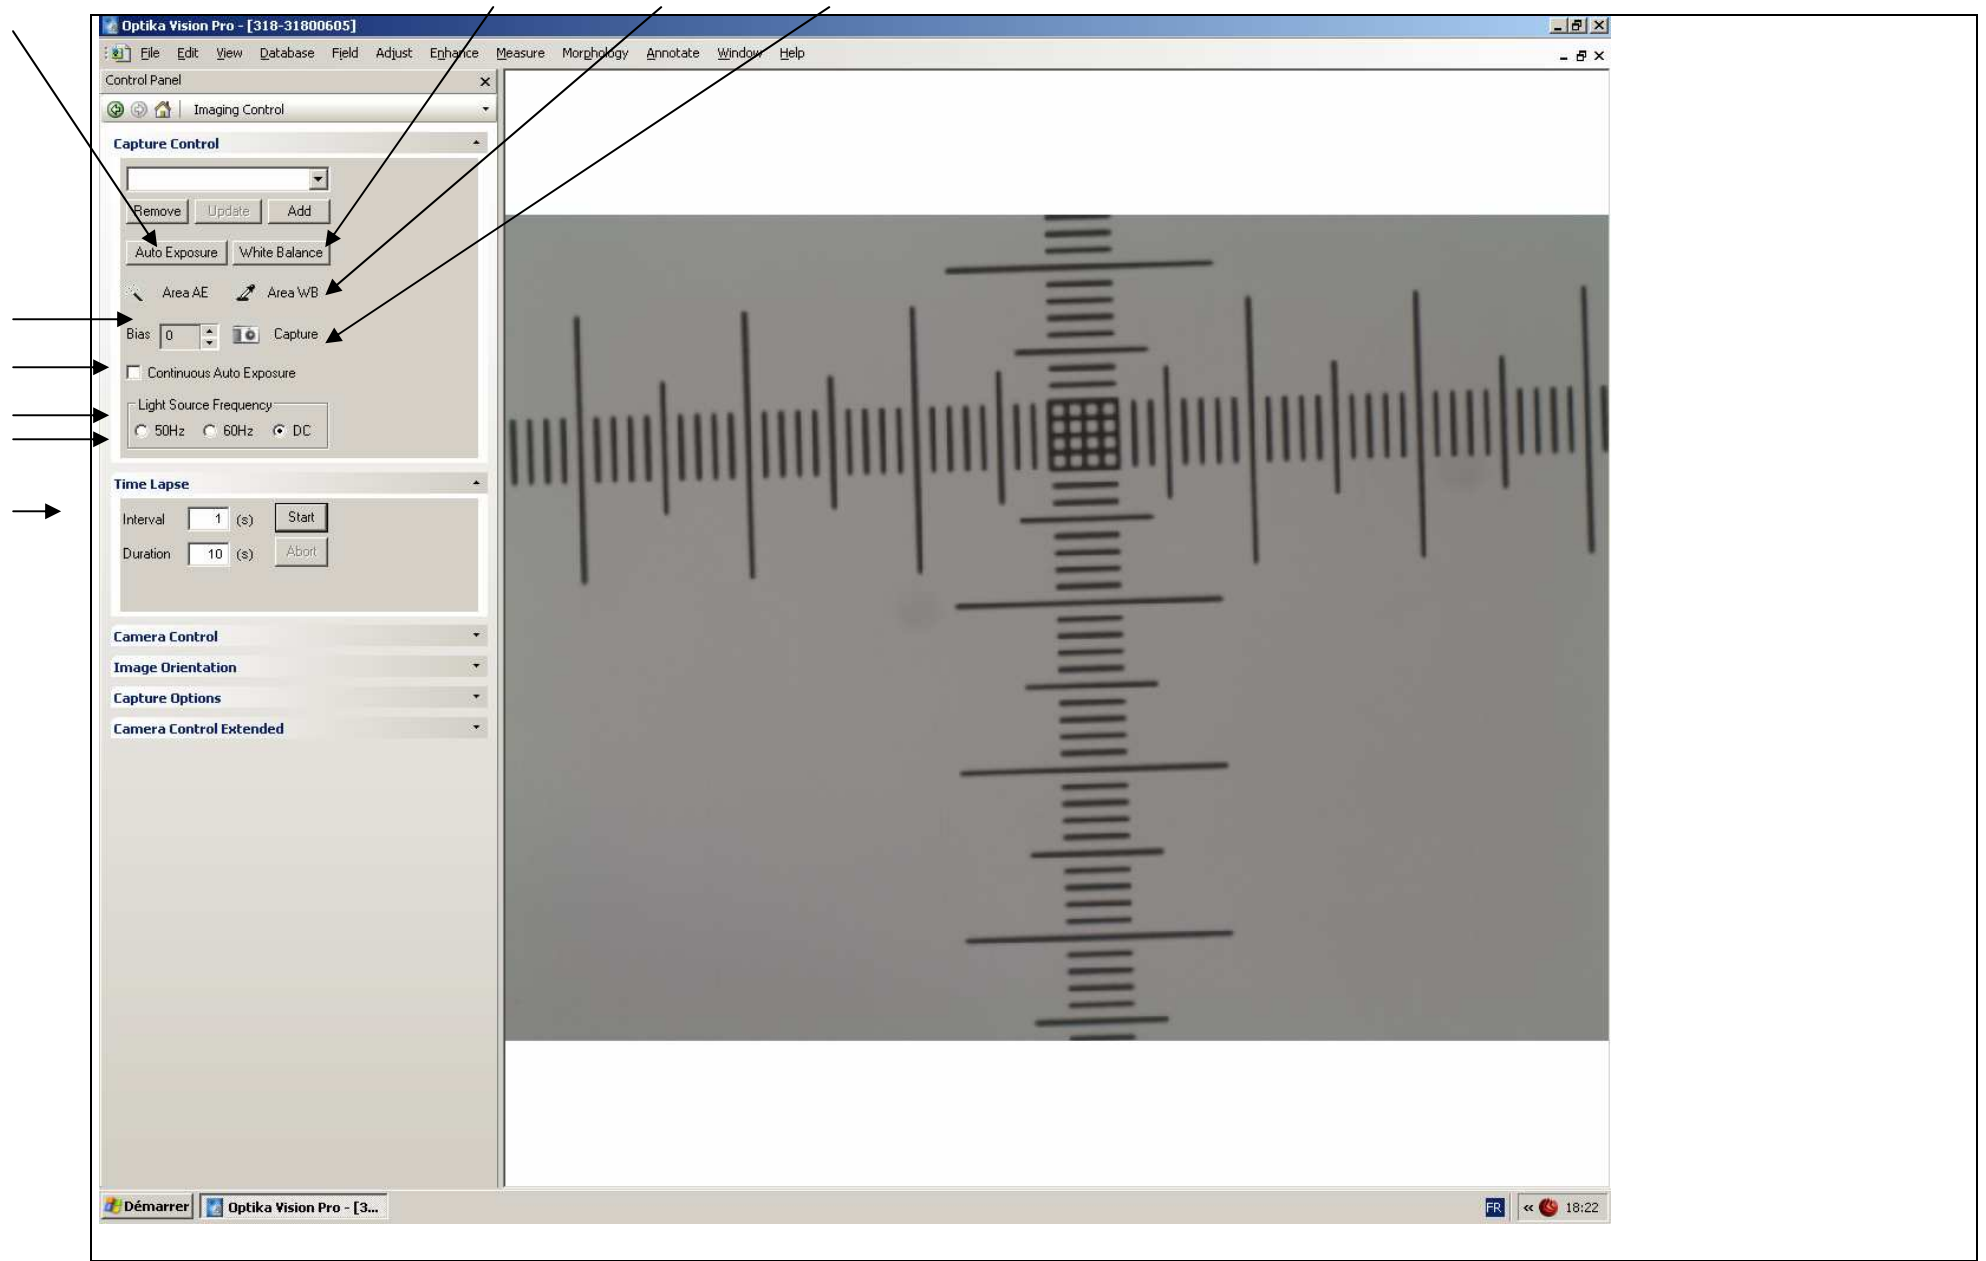 Optika Vision Pro - [318-31800605]
File Edit View Database Field Adjust Enhance Measure Morphology Annotate Window Help
Control Panel
Imaging Control
Capture Control
Remove Update Add
Auto Exposure White Balance
Area AE Area WB
Bias 0 Capture
Continuous Auto Exposure
Light Source Frequency
50Hz 60Hz DC
Time Lapse
Interval 1 (s) Start
Duration 10 (s) Abort
Camera Control
Image Orientation
Capture Options
Camera Control Extended
Démarrer Optika Vision Pro - [3... FR « 18:22